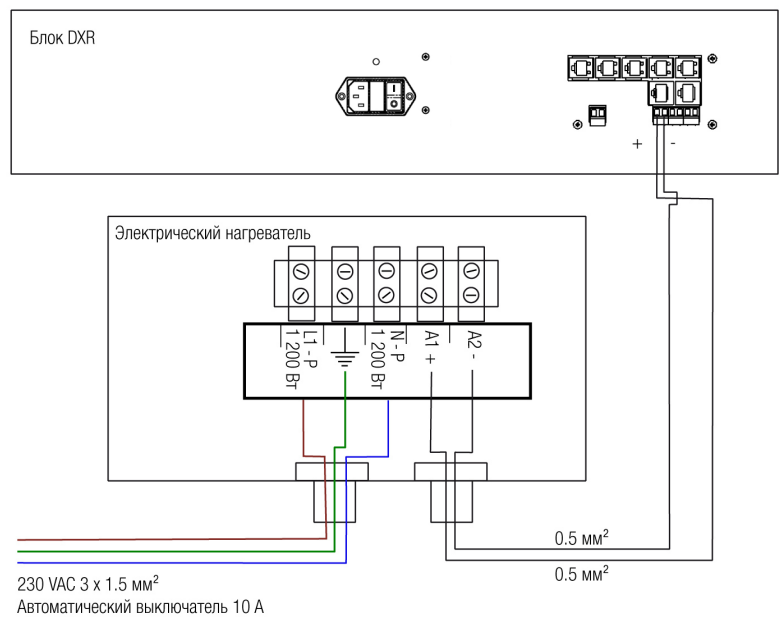 Блок DXR
+ -
Электрический нагреватель
L1 - P
1 200 Вт
N - P
1 200 Вт
A1 +
A2 -
0.5 мм²
0.5 мм²
230 VAC 3 x 1.5 мм²
Автоматический выключатель 10 А